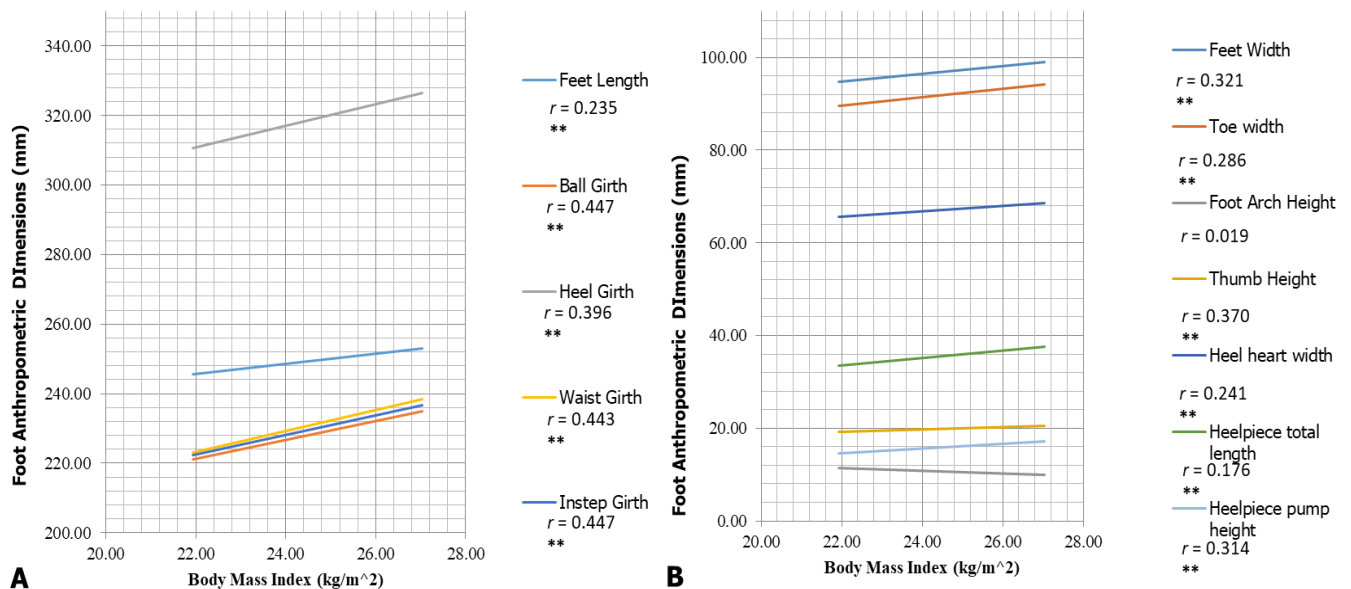 Foot Anthropometric DImensions (mm)
340.00
320.00
300.00
280.00
260.00
240.00
220.00
200.00
20.00 22.00 24.00 26.00 28.00
Body Mass Index (kg/m^2)
A
Feet Length
r = 0.235
**
Ball Girth
r = 0.447
**
Heel Girth
r = 0.396
**
Waist Girth
r = 0.443
**
Instep Girth
r = 0.447
**
Foot Anthropometric DImensions (mm)
100.00
80.00
60.00
40.00
20.00
0.00
20.00 22.00 24.00 26.00 28.00
Body Mass Index (kg/m^2)
B
Feet Width
r = 0.321
**
Toe width
r = 0.286
**
Foot Arch Height
r = 0.019
Thumb Height
r = 0.370
**
Heel heart width
r = 0.241
**
Heelpiece total
length
r = 0.176
**
Heelpiece pump
height
r = 0.314
**